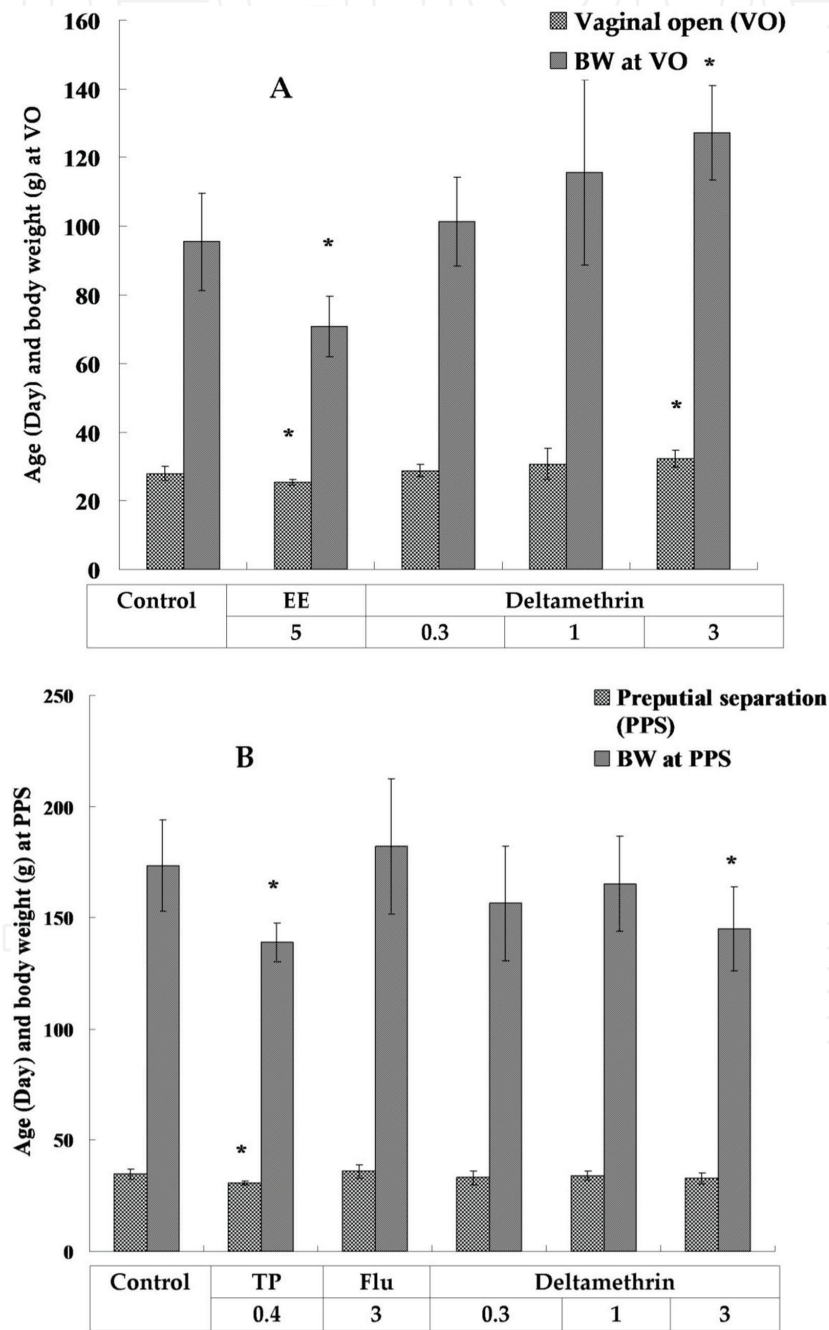 160
140
120
100
80
60
40
20
0
Age (Day) and body weight (g) at VO
A
Vaginal open (VO)
BW at VO
*
*
*
*
Control EE Deltamethrin
5 0.3 1 3
250
200
150
100
50
0
Age (Day) and body weight (g) at PPS
B
Preputial separation
(PPS)
BW at PPS
*
*
*
Control TP Flu Deltamethrin
0.4 3 0.3 1 3